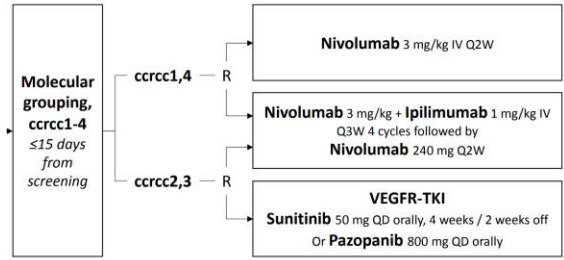 Molecular
grouping,
ccrcc1-4
≤15 days
from
screening
ccrcc1,4
R
ccrcc2,3
R
Nivolumab 3 mg/kg IV Q2W
Nivolumab 3 mg/kg + Ipilimumab 1 mg/kg IV
Q3W 4 cycles followed by
Nivolumab 240 mg Q2W
VEGFR-TKI
Sunitinib 50 mg QD orally, 4 weeks / 2 weeks off
Or Pazopanib 800 mg QD orally